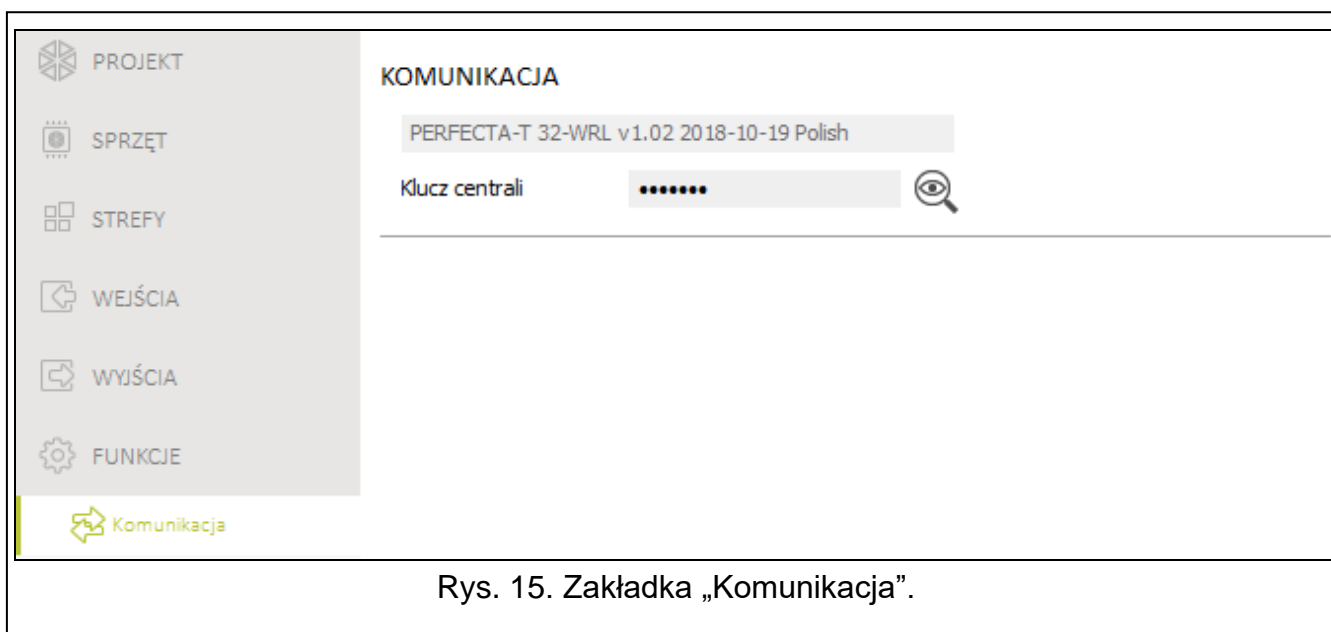 PROJEKT
SPRZĘT
STREFY
WEJŚCIA
WYJŚCIA
FUNKCJE
Komunikacja
KOMUNIKACJA
PERFECTA-T 32-WRL v1.02 2018-10-19 Polish
Klucz centrali •••••••
Rys. 15. Zakładka „Komunikacja”.